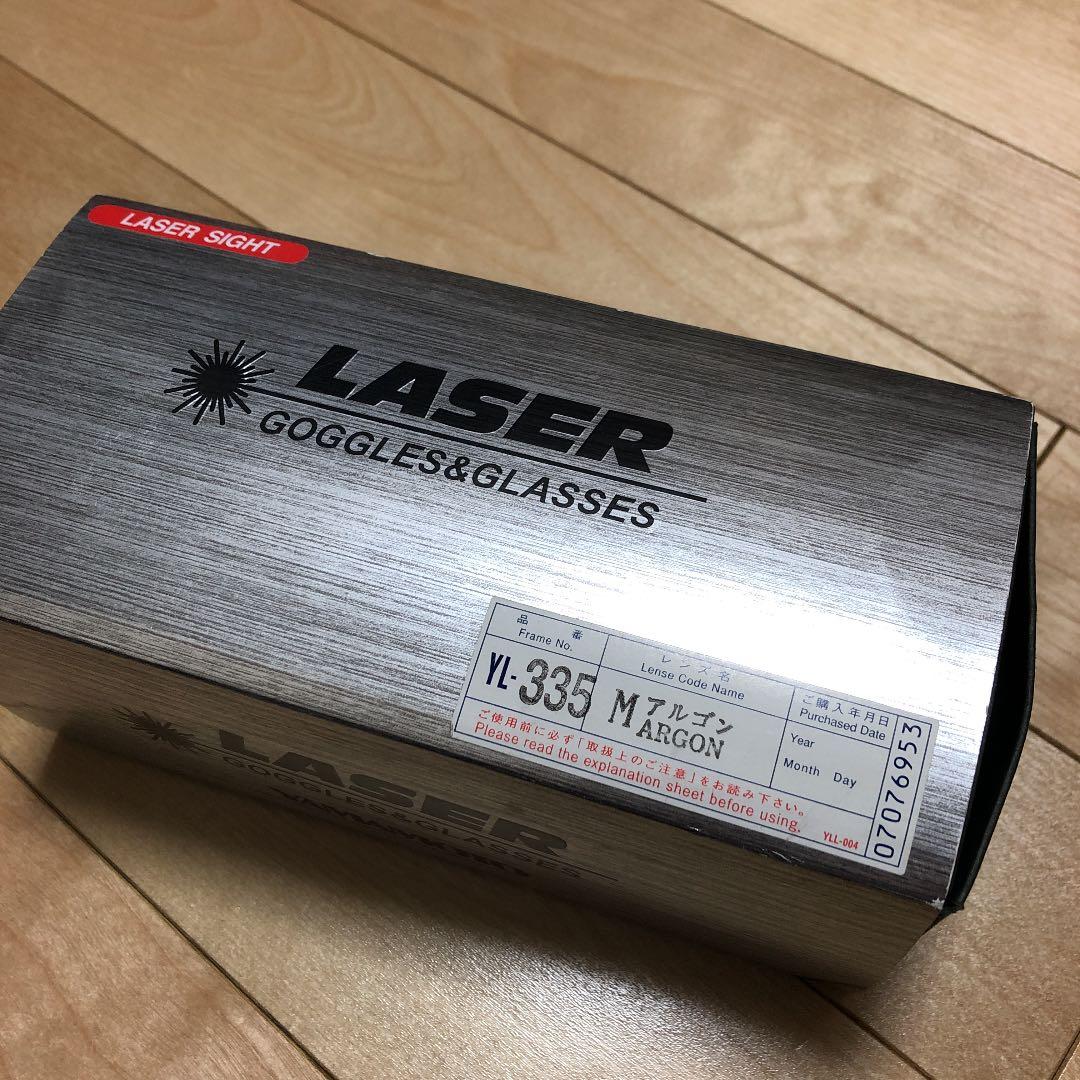 LASER SIGHT
LASER
GOGGLES&GLASSES
品番
Frame No.
レンズ名
Lense Code Name
ご購入年月日
Purchased Date
YL-335
M アルゴン
ARGON
Year
Month Day
07076953
ご使用前に必ず「取扱上のご注意」をお読み下さい。
Please read the explanation sheet before using.
YLL-004
LASER
GOGGLES&GLASSES